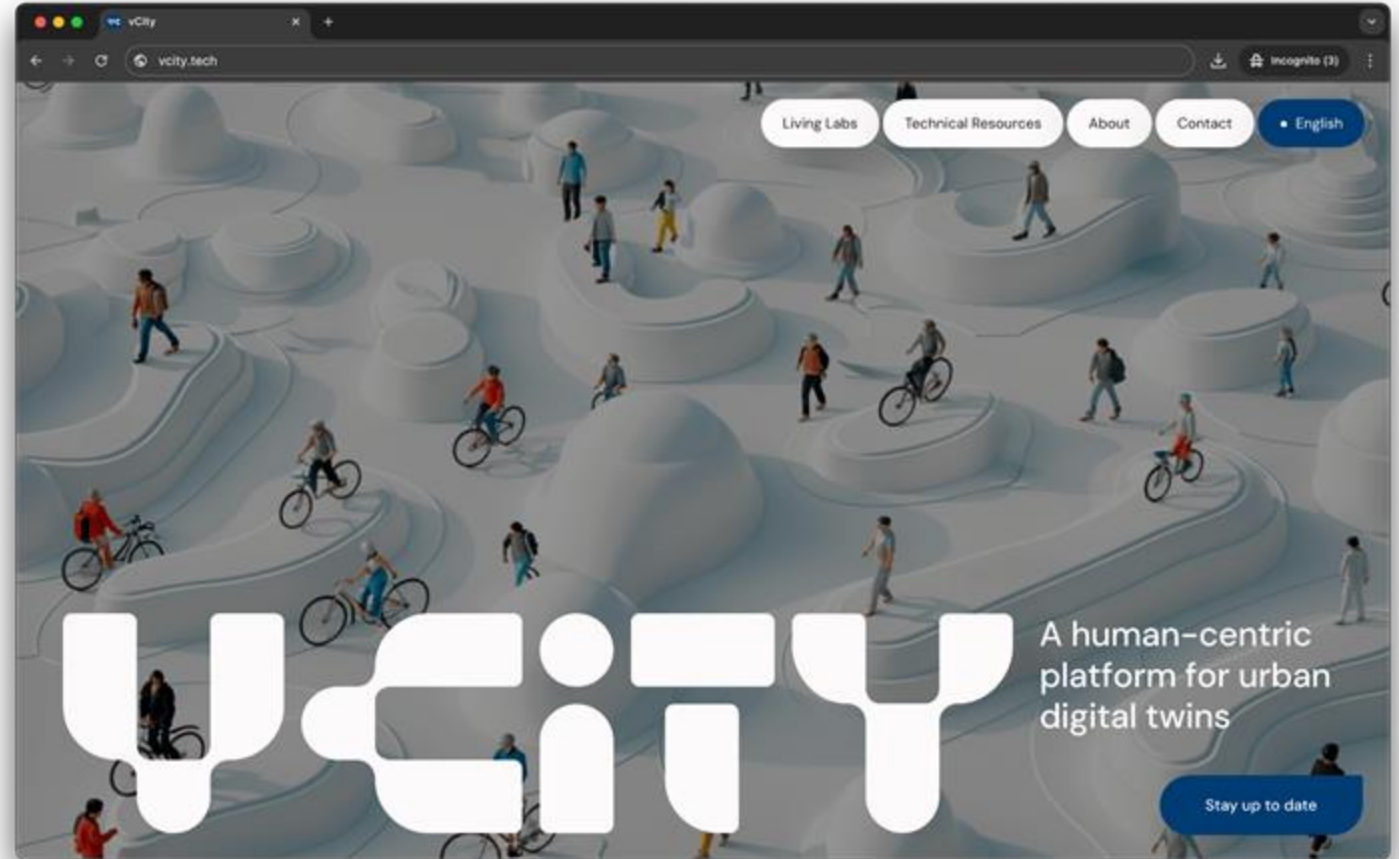 vCity
vcity.tech
Incognito (3)
Living Labs
Technical Resources
About
Contact
• English
VCiTY
A human-centric
platform for urban
digital twins
Stay up to date